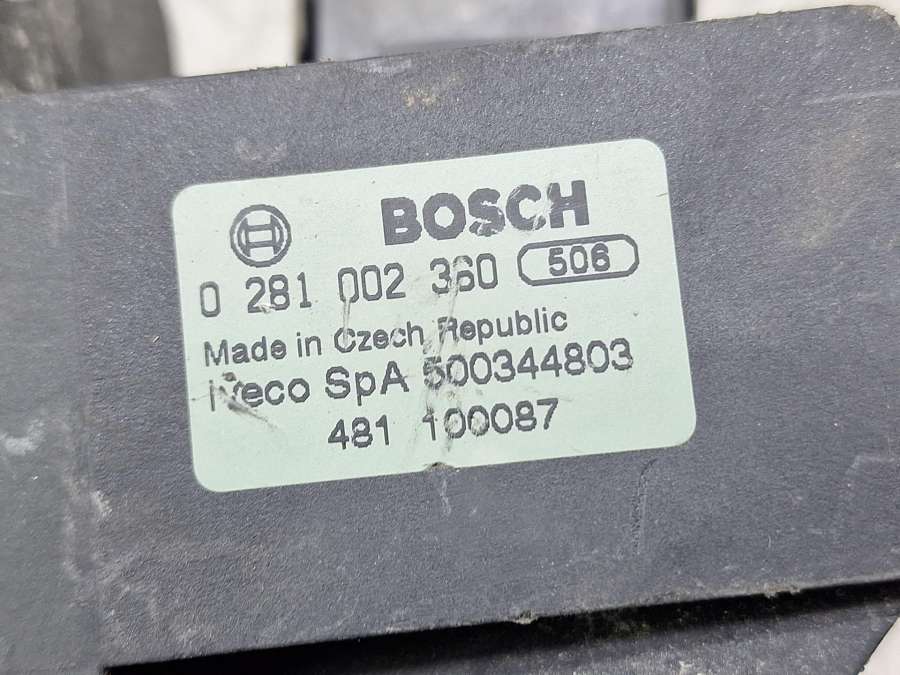 BOSCH
0 281 002 360 506
Made in Czech Republic
Iveco SpA 500344803
481 100087